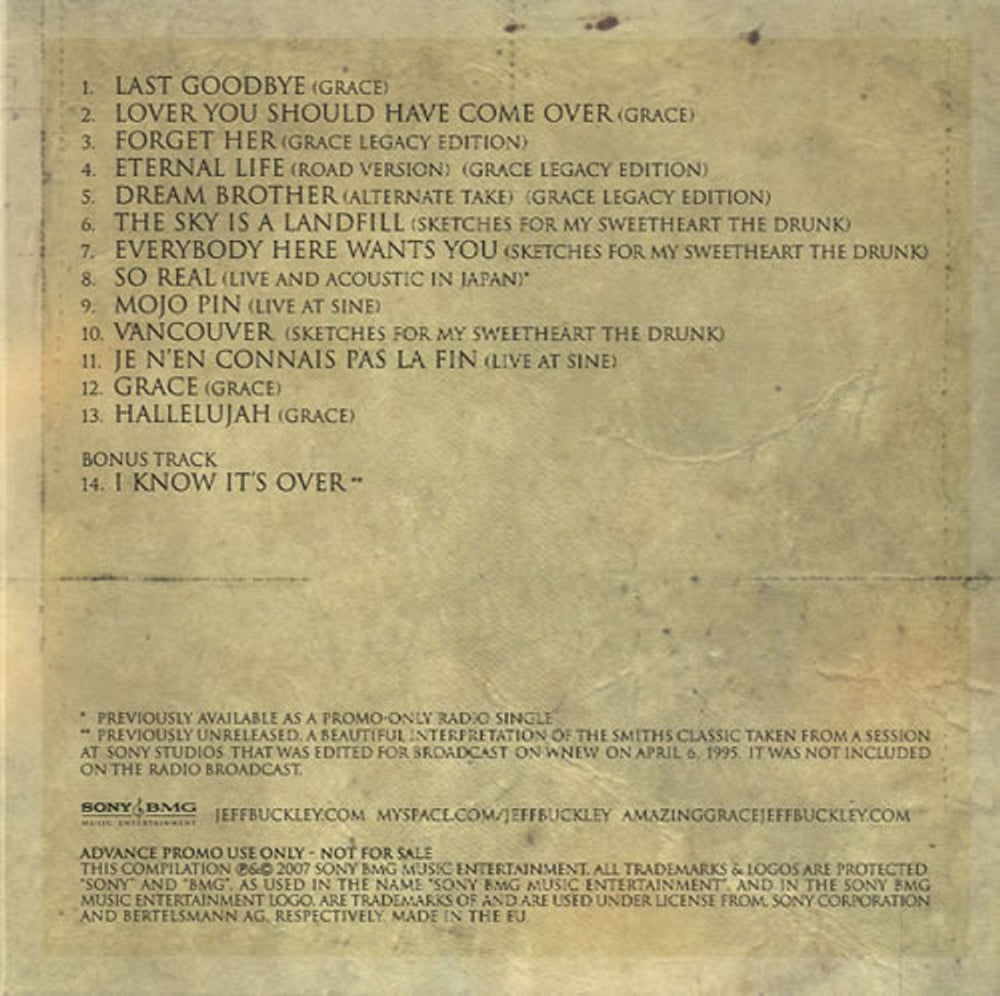 1. LAST GOODBYE (GRACE)
2. LOVER YOU SHOULD HAVE COME OVER (GRACE)
3. FORGET HER (GRACE LEGACY EDITION)
4. ETERNAL LIFE (ROAD VERSION) (GRACE LEGACY EDITION)
5. DREAM BROTHER (ALTERNATE TAKE) (GRACE LEGACY EDITION)
6. THE SKY IS A LANDFILL (SKETCHES FOR MY SWEETHEART THE DRUNK)
7. EVERYBODY HERE WANTS YOU (SKETCHES FOR MY SWEETHEART THE DRUNK)
8. SO REAL (LIVE AND ACOUSTIC IN JAPAN)*
9. MOJO PIN (LIVE AT SINE)
10. VANCOUVER (SKETCHES FOR MY SWEETHEART THE DRUNK)
11. JE N'EN CONNAIS PAS LA FIN (LIVE AT SINE)
12. GRACE (GRACE)
13. HALLELUJAH (GRACE)
BONUS TRACK
14. I KNOW IT'S OVER **
* PREVIOUSLY AVAILABLE AS A PROMO-ONLY RADIO SINGLE
** PREVIOUSLY UNRELEASED. A BEAUTIFUL INTERPRETATION OF THE SMITHS CLASSIC TAKEN FROM A SESSION
AT SONY STUDIOS THAT WAS EDITED FOR BROADCAST ON WNEW ON APRIL 6, 1995. IT WAS NOT INCLUDED
ON THE RADIO BROADCAST.
SONY BMG
MUSIC ENTERTAINMENT
JEFFBUCKLEY.COM MYSPACE.COM/JEFFBUCKLEY AMAZINGGRACEJEFFBUCKLEY.COM
ADVANCE PROMO USE ONLY - NOT FOR SALE
THIS COMPILATION ℗&© 2007 SONY BMG MUSIC ENTERTAINMENT. ALL TRADEMARKS & LOGOS ARE PROTECTED.
"SONY" AND "BMG", AS USED IN THE NAME "SONY BMG MUSIC ENTERTAINMENT", AND IN THE SONY BMG
MUSIC ENTERTAINMENT LOGO, ARE TRADEMARKS OF AND ARE USED UNDER LICENSE FROM, SONY CORPORATION
AND BERTELSMANN AG, RESPECTIVELY. MADE IN THE EU